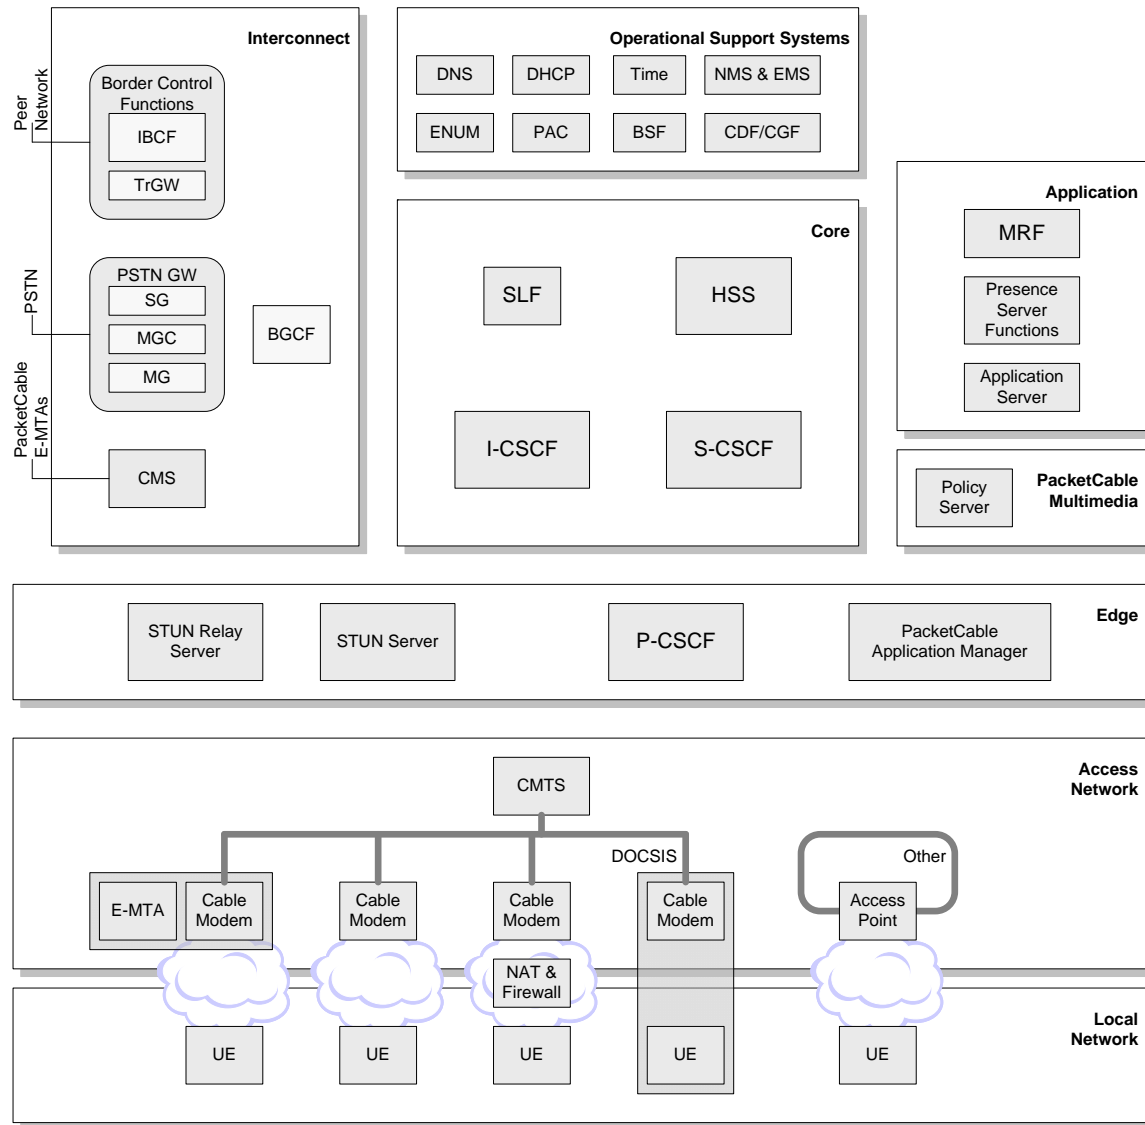 Interconnect
Peer
Network
Border Control
Functions
IBCF
TrGW
PSTN
PSTN GW
SG
MGC
MG
BGCF
PacketCable
E-MTAs
CMS
Operational Support Systems
DNS
DHCP
Time
NMS & EMS
ENUM
PAC
BSF
CDF/CGF
Core
SLF
HSS
I-CSCF
S-CSCF
Application
MRF
Presence
Server
Functions
Application
Server
PacketCable
Multimedia
Policy
Server
Edge
STUN Relay
Server
STUN Server
P-CSCF
PacketCable
Application Manager
Access
Network
CMTS
DOCSIS
Other
E-MTA
Cable
Modem
Cable
Modem
Cable
Modem
Cable
Modem
Access
Point
NAT &
Firewall
Local
Network
UE
UE
UE
UE
UE